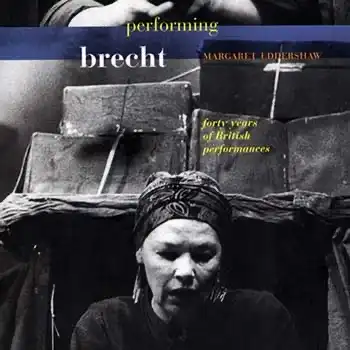 performing
brecht
MARGARET EDDERSHAW
forty years
of British
performances